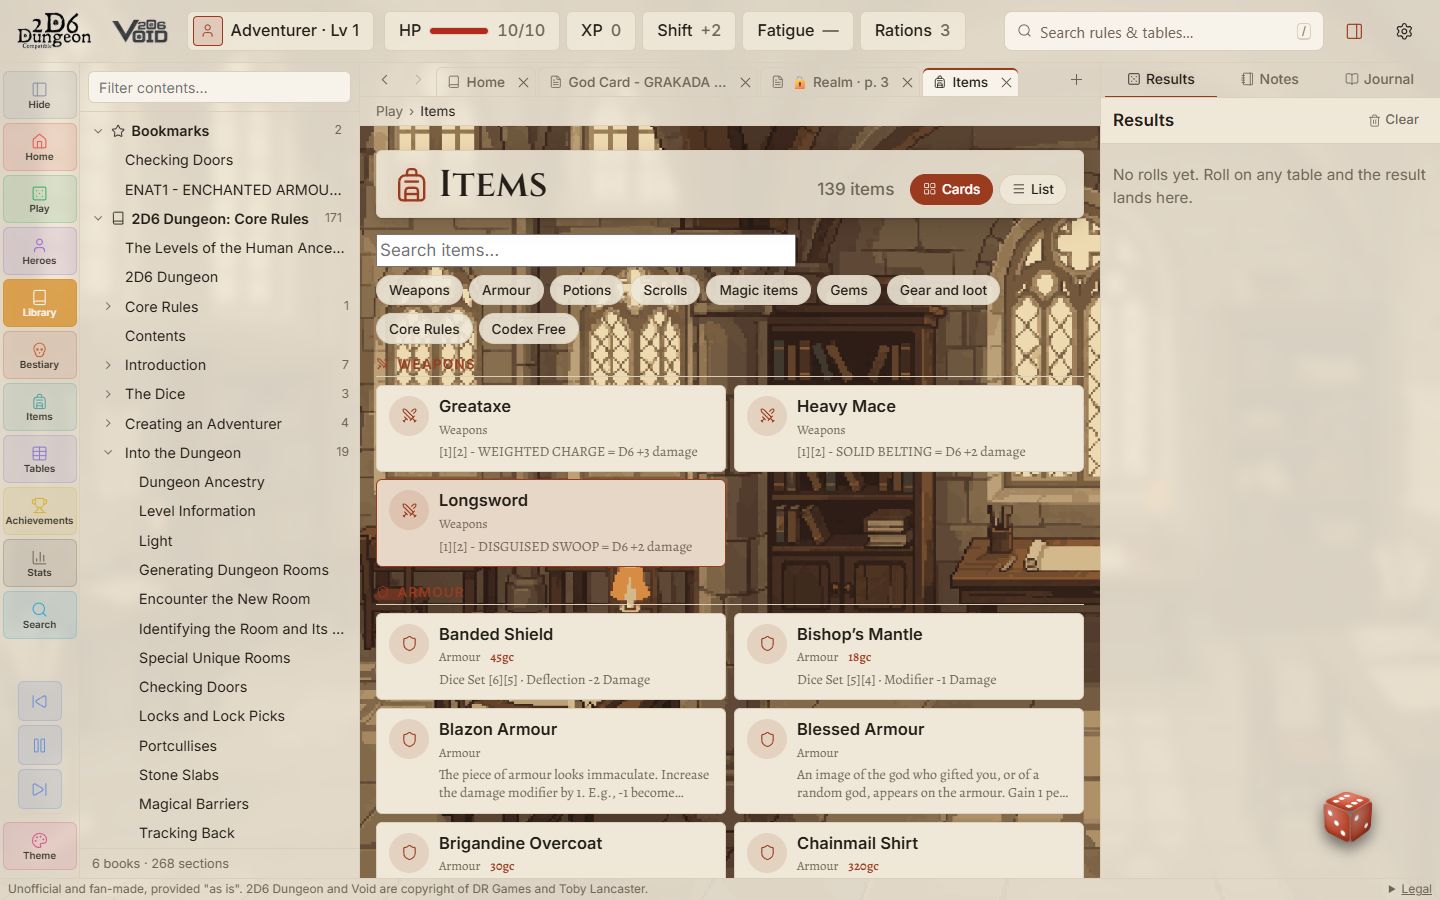 2D6 Dungeon
Compatible
2D6 VOID
Adventurer · Lv 1
HP 10/10
XP 0
Shift +2
Fatigue —
Rations 3
Search rules & tables... /
Hide
Home
Play
Heroes
Library
Bestiary
Items
Tables
Achievements
Stats
Search
Theme
Filter contents...
Bookmarks 2
Checking Doors
ENAT1 - ENCHANTED ARMOU...
2D6 Dungeon: Core Rules 171
The Levels of the Human Ance...
2D6 Dungeon
Core Rules 1
Contents
Introduction 7
The Dice 3
Creating an Adventurer 4
Into the Dungeon 19
Dungeon Ancestry
Level Information
Light
Generating Dungeon Rooms
Encounter the New Room
Identifying the Room and Its ...
Special Unique Rooms
Checking Doors
Locks and Lock Picks
Portcullises
Stone Slabs
Magical Barriers
Tracking Back
6 books · 268 sections
Home
God Card - GRAKADA ...
Realm · p. 3
Items
Play › Items
Items
139 items
Cards
List
Search items...
Weapons
Armour
Potions
Scrolls
Magic items
Gems
Gear and loot
Core Rules
Codex Free
WEAPONS
Greataxe
Weapons
[1][2] - WEIGHTED CHARGE = D6 +3 damage
Heavy Mace
Weapons
[1][2] - SOLID BELTING = D6 +2 damage
Longsword
Weapons
[1][2] - DISGUISED SWOOP = D6 +2 damage
ARMOUR
Banded Shield
Armour 45gc
Dice Set [6][5] · Deflection -2 Damage
Bishop's Mantle
Armour 18gc
Dice Set [5][4] · Modifier -1 Damage
Blazon Armour
Armour
The piece of armour looks immaculate. Increase
the damage modifier by 1. E.g., -1 become...
Blessed Armour
Armour
An image of the god who gifted you, or of a
random god, appears on the armour. Gain 1 pe...
Brigandine Overcoat
Armour 30gc
Chainmail Shirt
Armour 320gc
Results
Notes
Journal
Results
Clear
No rolls yet. Roll on any table and the result
lands here.
Unofficial and fan-made, provided "as is". 2D6 Dungeon and Void are copyright of DR Games and Toby Lancaster.
Legal